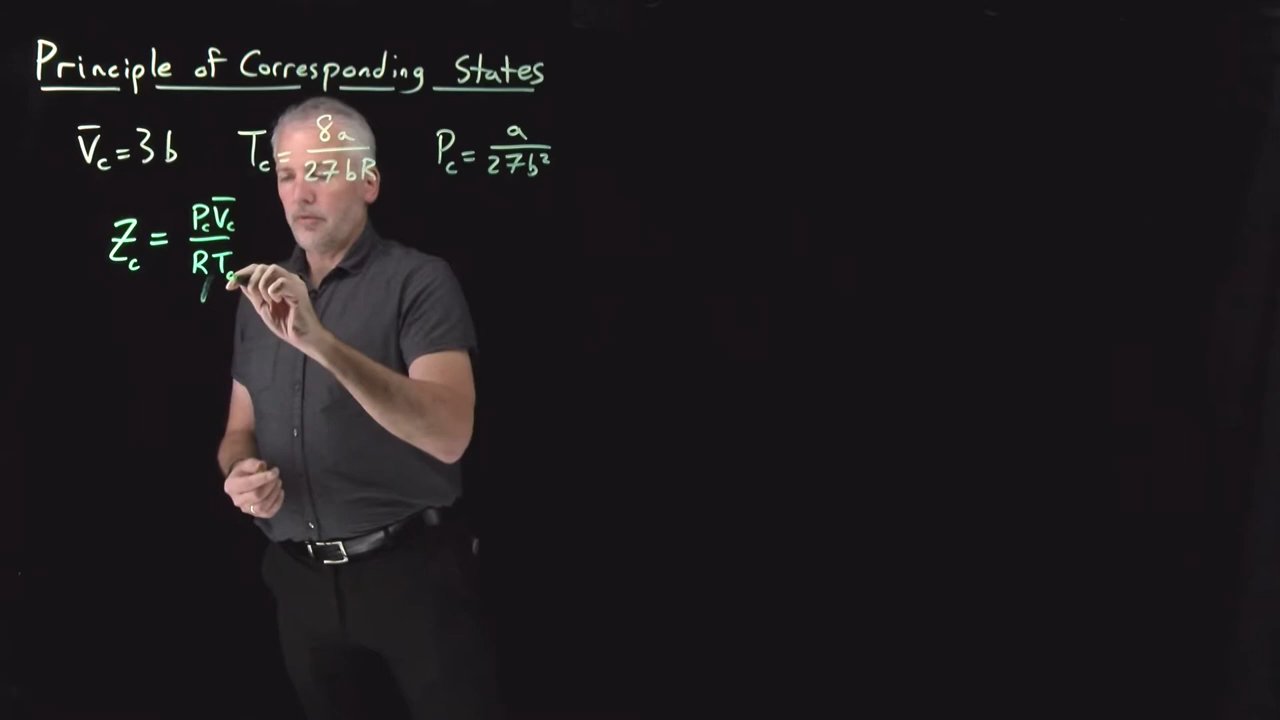 Principle of Corresponding States
V̄c = 3b Tc = 8a/27bR Pc = a/27b²
Zc = PcV̄c/RTc